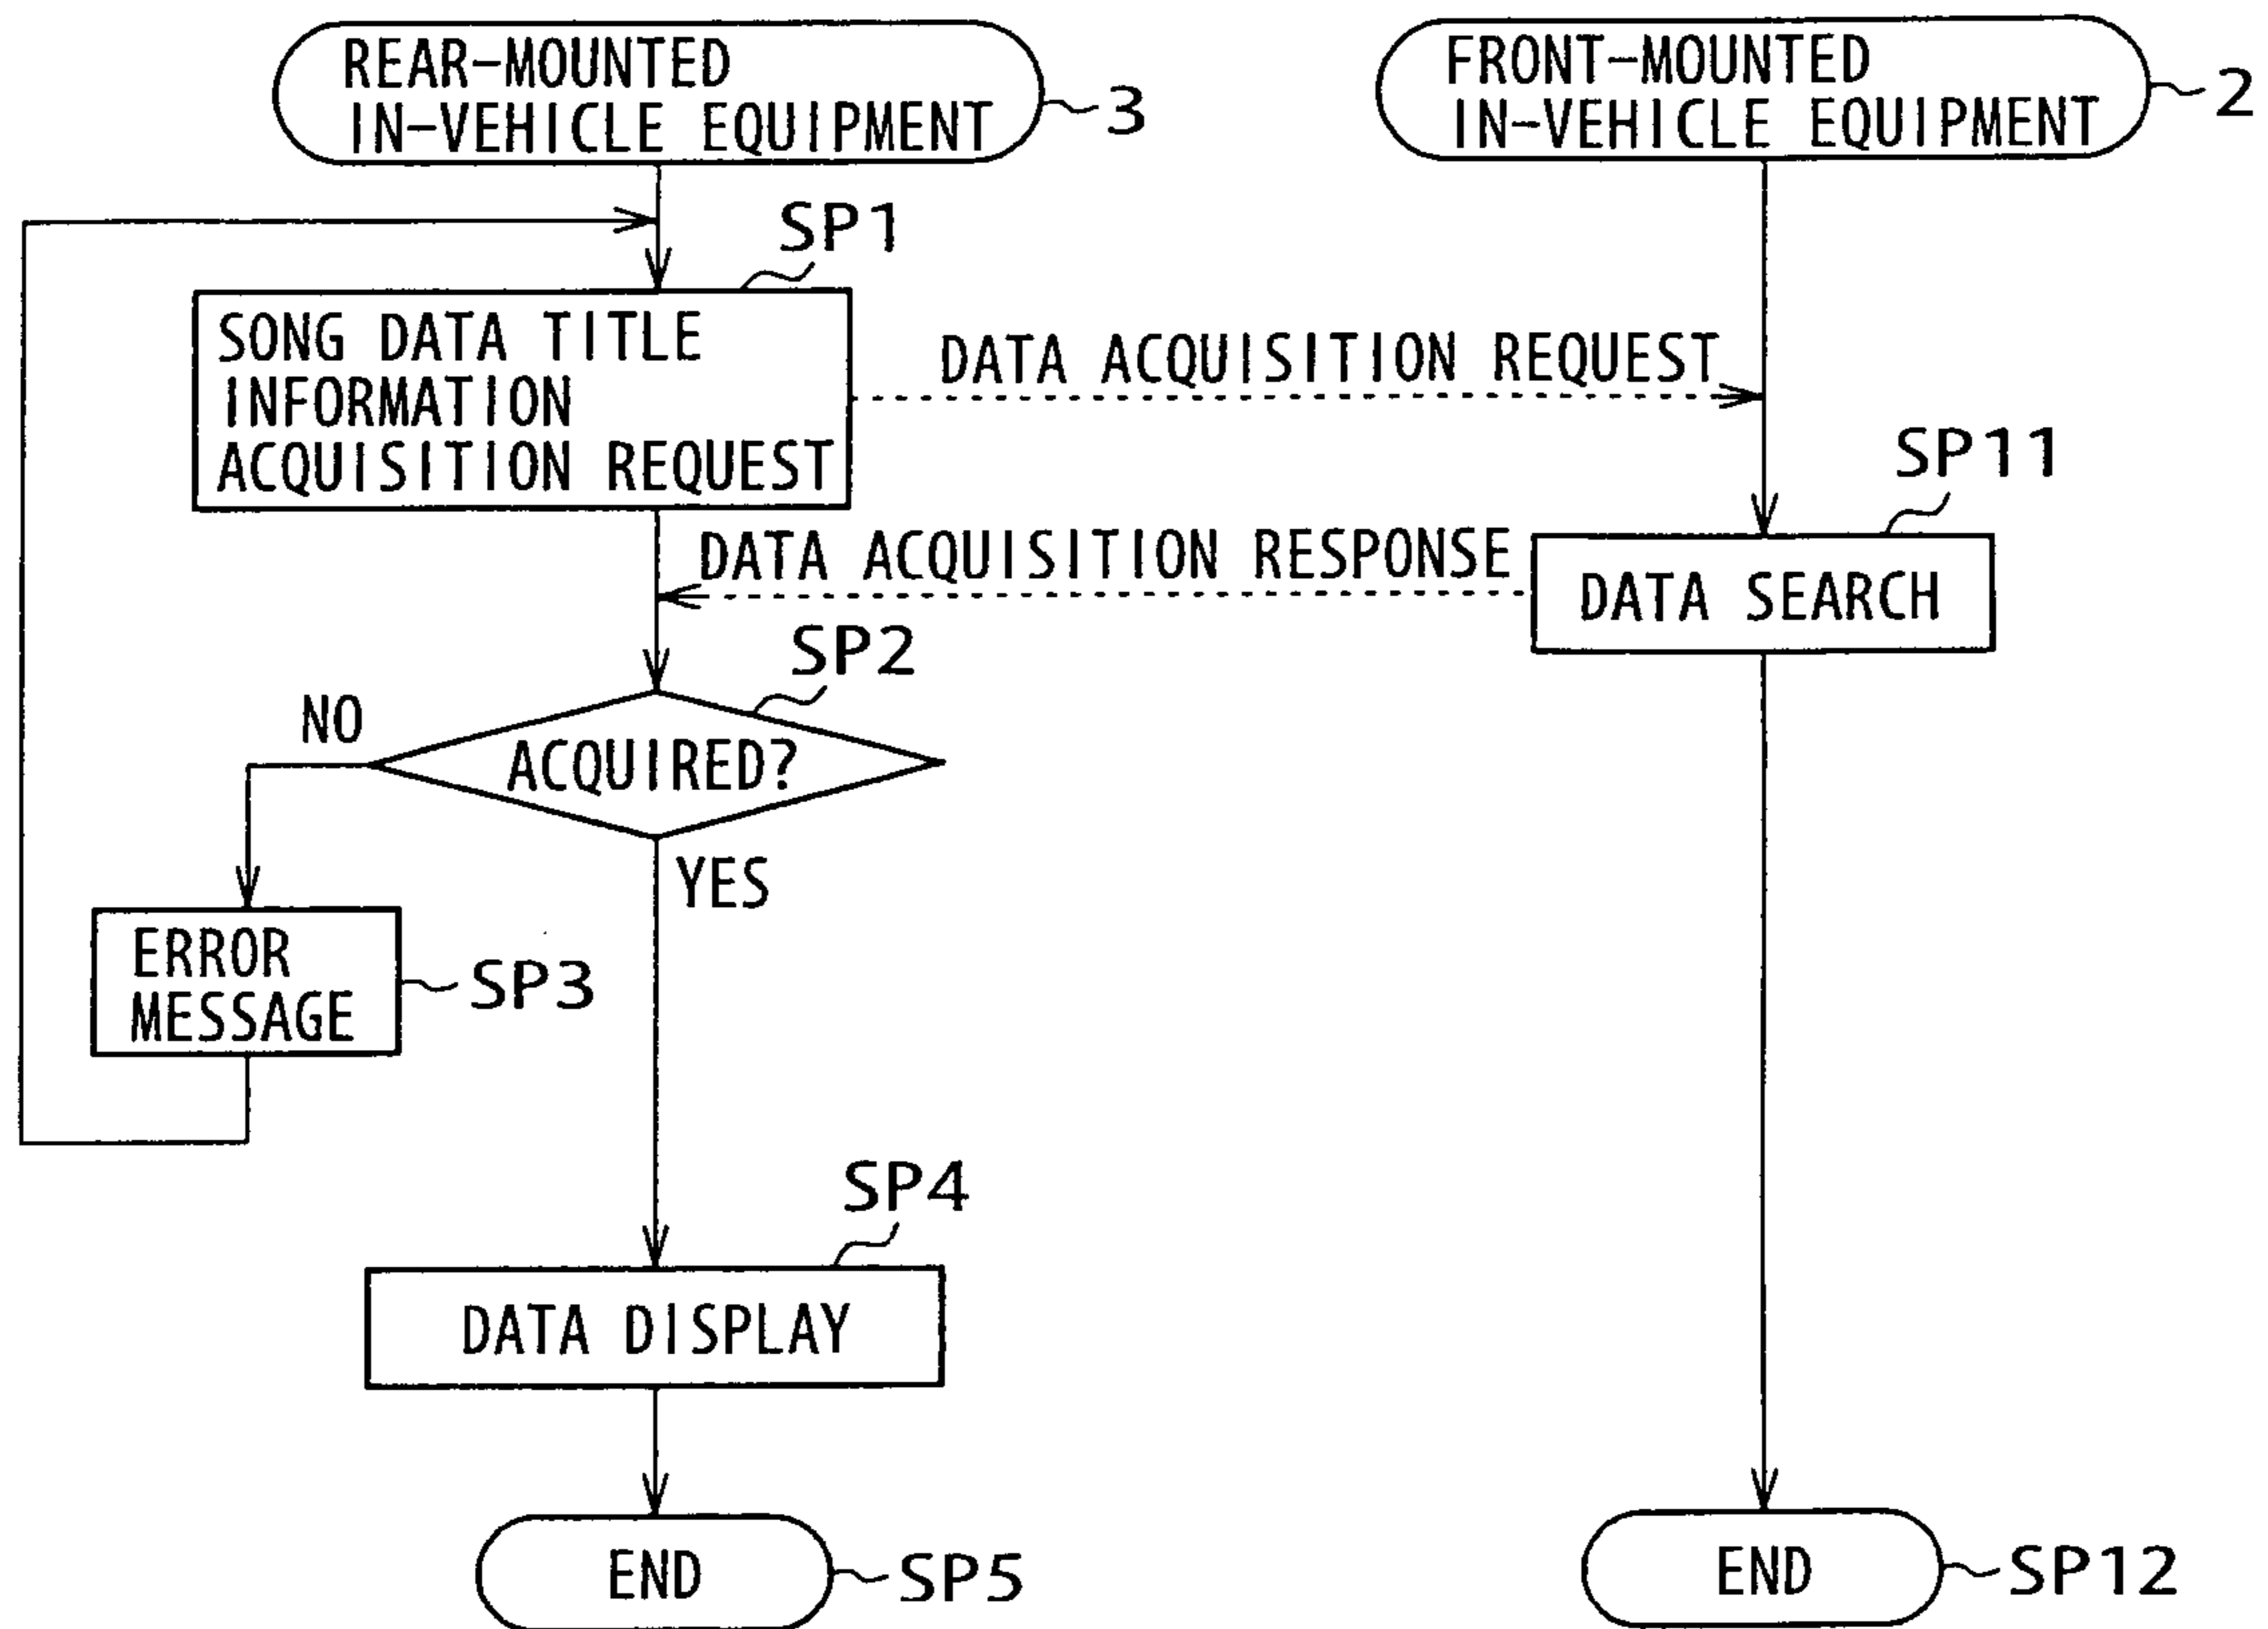 REAR-MOUNTED
IN-VEHICLE EQUIPMENT
3
FRONT-MOUNTED
IN-VEHICLE EQUIPMENT
2
SP1
SONG DATA TITLE
INFORMATION
ACQUISITION REQUEST
DATA ACQUISITION REQUEST
SP11
DATA ACQUISITION RESPONSE
DATA SEARCH
SP2
NO
ACQUIRED?
YES
ERROR
MESSAGE
SP3
SP4
DATA DISPLAY
END
SP5
END
SP12